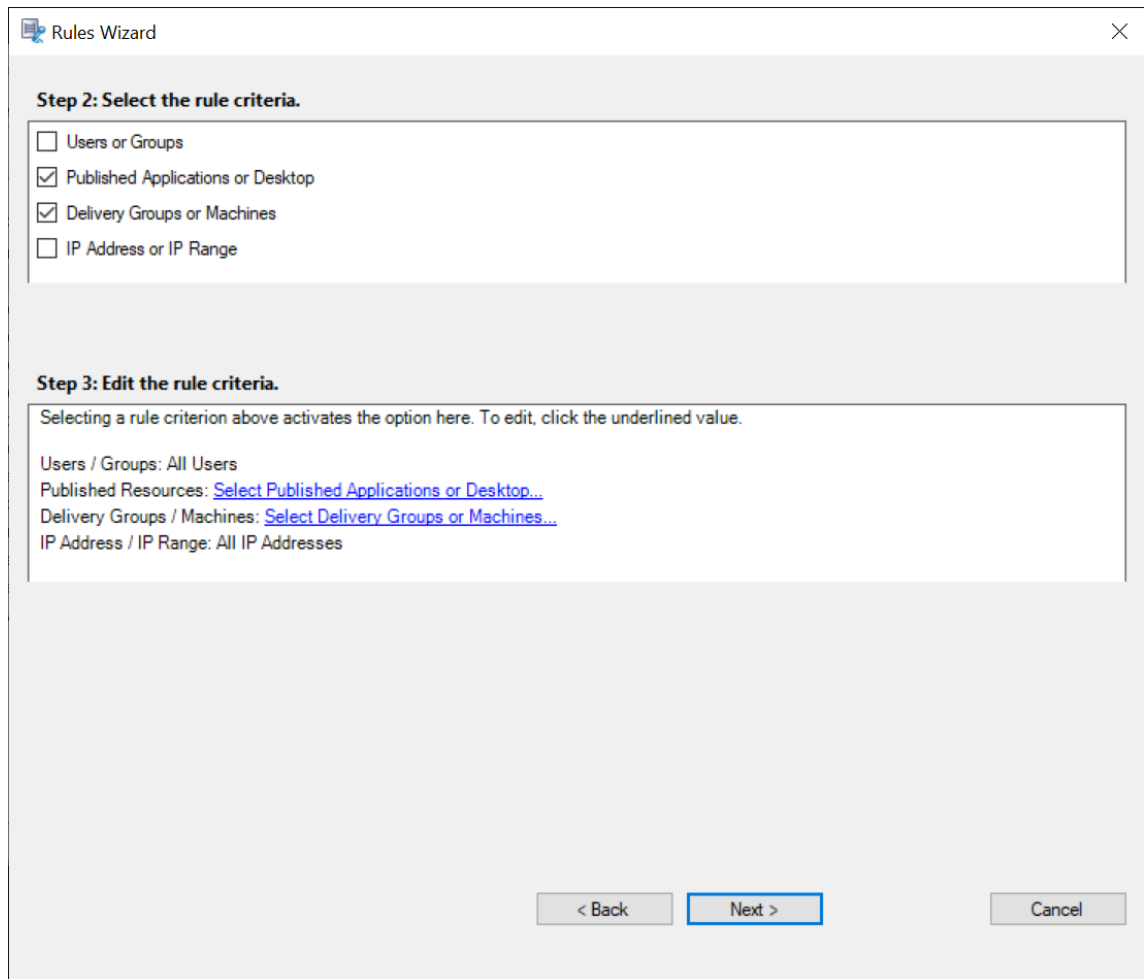 Rules Wizard
Step 2: Select the rule criteria.
Users or Groups
Published Applications or Desktop
Delivery Groups or Machines
IP Address or IP Range
Step 3: Edit the rule criteria.
Selecting a rule criterion above activates the option here. To edit, click the underlined value.
Users / Groups: All Users
Published Resources: Select Published Applications or Desktop...
Delivery Groups / Machines: Select Delivery Groups or Machines...
IP Address / IP Range: All IP Addresses
< Back
Next >
Cancel